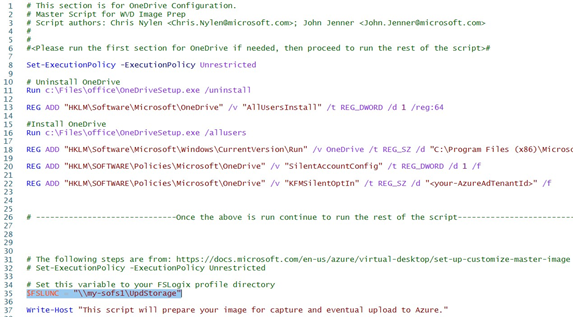 1 # This section is for OneDrive Configuration.
2 # Master Script for WVD Image Prep
3 # Script authors: Chris Nylen <Chris.Nylen@microsoft.com>; John Jenner <John.Jenner@microsoft.com>
4 #
5 #
6 #<Please run the first section for OneDrive if needed, then proceed to run the rest of the script>#
7
8 Set-ExecutionPolicy -ExecutionPolicy Unrestricted
9
10 # Uninstall OneDrive
11 Run c:\Files\office\OneDriveSetup.exe /uninstall
12
13 REG ADD "HKLM\Software\Microsoft\OneDrive" /v "AllUsersInstall" /t REG_DWORD /d 1 /reg:64
14
15 #Install OneDrive
16 Run c:\Files\office\OneDriveSetup.exe /allusers
17
18 REG ADD "HKLM\Software\Microsoft\Windows\CurrentVersion\Run" /v OneDrive /t REG_SZ /d "C:\Program Files (x86)\Microso
19
20 REG ADD "HKLM\SOFTWARE\Policies\Microsoft\OneDrive" /v "SilentAccountConfig" /t REG_DWORD /d 1 /f
21
22 REG ADD "HKLM\SOFTWARE\Policies\Microsoft\OneDrive" /v "KFMSilentOptIn" /t REG_SZ /d "<your-AzureAdTenantId>" /f
23
24
25
26 # ------------------------------Once the above is run continue to run the rest of the script------------------------
27
28
29
30
31 # The following steps are from: https://docs.microsoft.com/en-us/azure/virtual-desktop/set-up-customize-master-image
32 # Set-ExecutionPolicy -ExecutionPolicy Unrestricted
33
34 # Set this variable to your FSLogix profile directory
35 $FSLUNC = "\\my-sofs1\UpdStorage"
36
37 Write-Host "This script will prepare your image for capture and eventual upload to Azure."